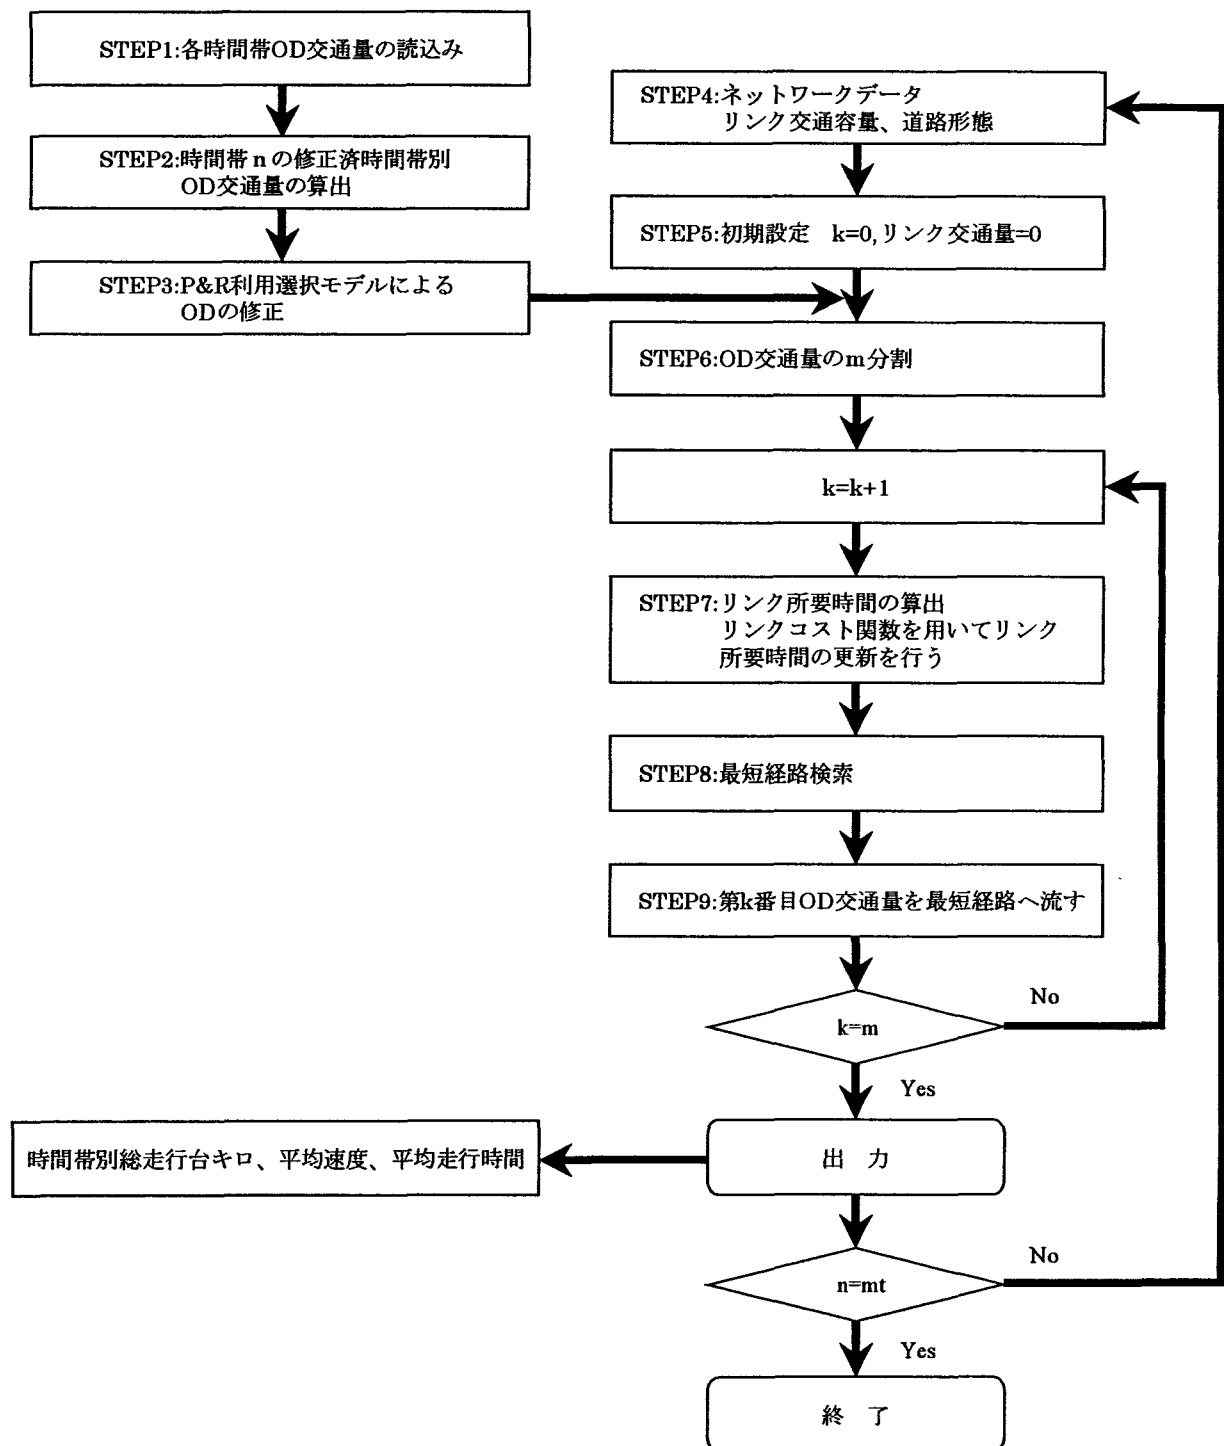 STEP1:各時間帯OD交通量の読込み
STEP2:時間帯nの修正済時間帯別
OD交通量の算出
STEP3:P&R利用選択モデルによる
ODの修正
STEP4:ネットワークデータ
リンク交通容量、道路形態
STEP5:初期設定　k=0,リンク交通量=0
STEP6:OD交通量のm分割
k=k+1
STEP7:リンク所要時間の算出
リンクコスト関数を用いてリンク
所要時間の更新を行う
STEP8:最短経路検索
STEP9:第k番目OD交通量を最短経路へ流す
k=m
No
Yes
出　力
時間帯別総走行台キロ、平均速度、平均走行時間
n=mt
No
Yes
終　了